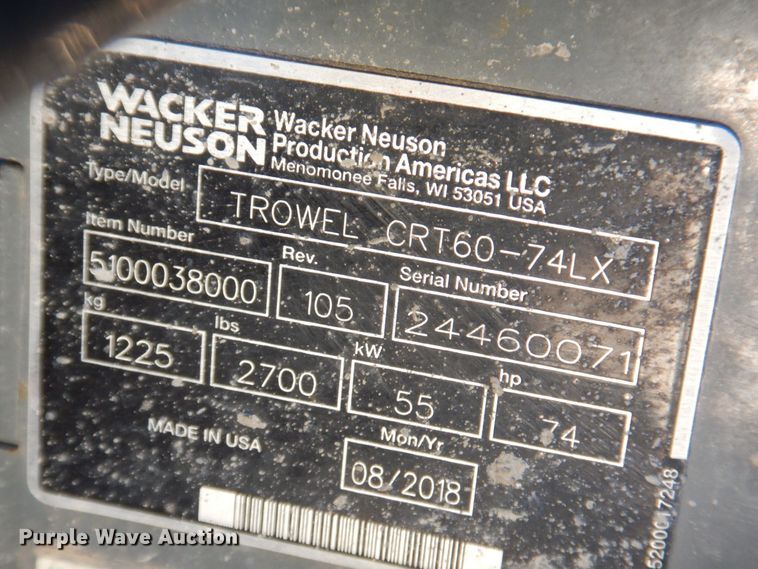 WACKER
NEUSON
Wacker Neuson
Production Americas LLC
Menomonee Falls, WI 53051 USA
Type/Model
TROWEL CRT60-74LX
Item Number
Rev.
Serial Number
5100038000
105
24460071
kg
lbs
kW
hp
1225
2700
55
74
MADE IN USA
Mon/Yr
08/2018
Purple Wave Auction